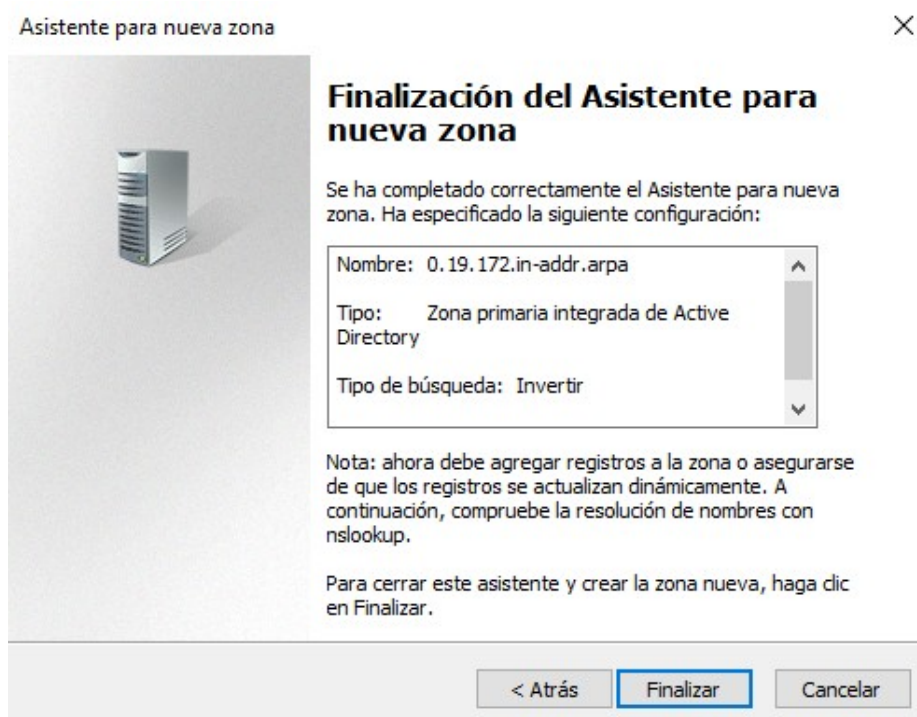 Asistente para nueva zona
Finalización del Asistente para
nueva zona
Se ha completado correctamente el Asistente para nueva
zona. Ha especificado la siguiente configuración:
Nombre: 0.19.172.in-addr.arpa
Tipo: Zona primaria integrada de Active
Directory
Tipo de búsqueda: Invertir
Nota: ahora debe agregar registros a la zona o asegurarse
de que los registros se actualizan dinámicamente. A
continuación, compruebe la resolución de nombres con
nslookup.
Para cerrar este asistente y crear la zona nueva, haga clic
en Finalizar.
< Atrás Finalizar Cancelar